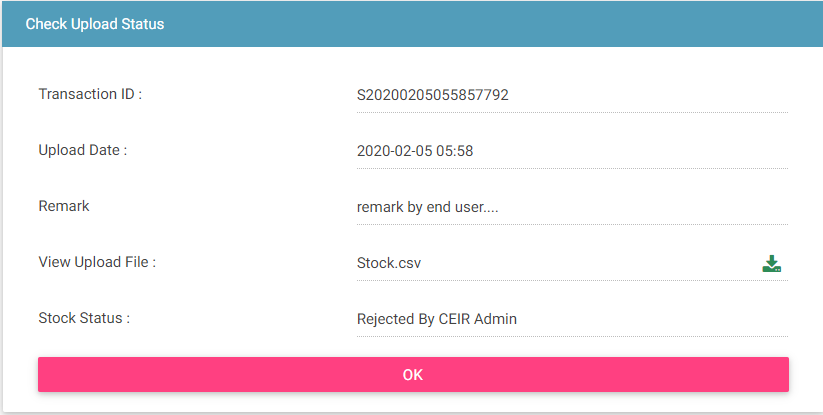 Check Upload Status
Transaction ID : S20200205055857792
Upload Date : 2020-02-05 05:58
Remark remark by end user....
View Upload File : Stock.csv
Stock Status : Rejected By CEIR Admin
OK